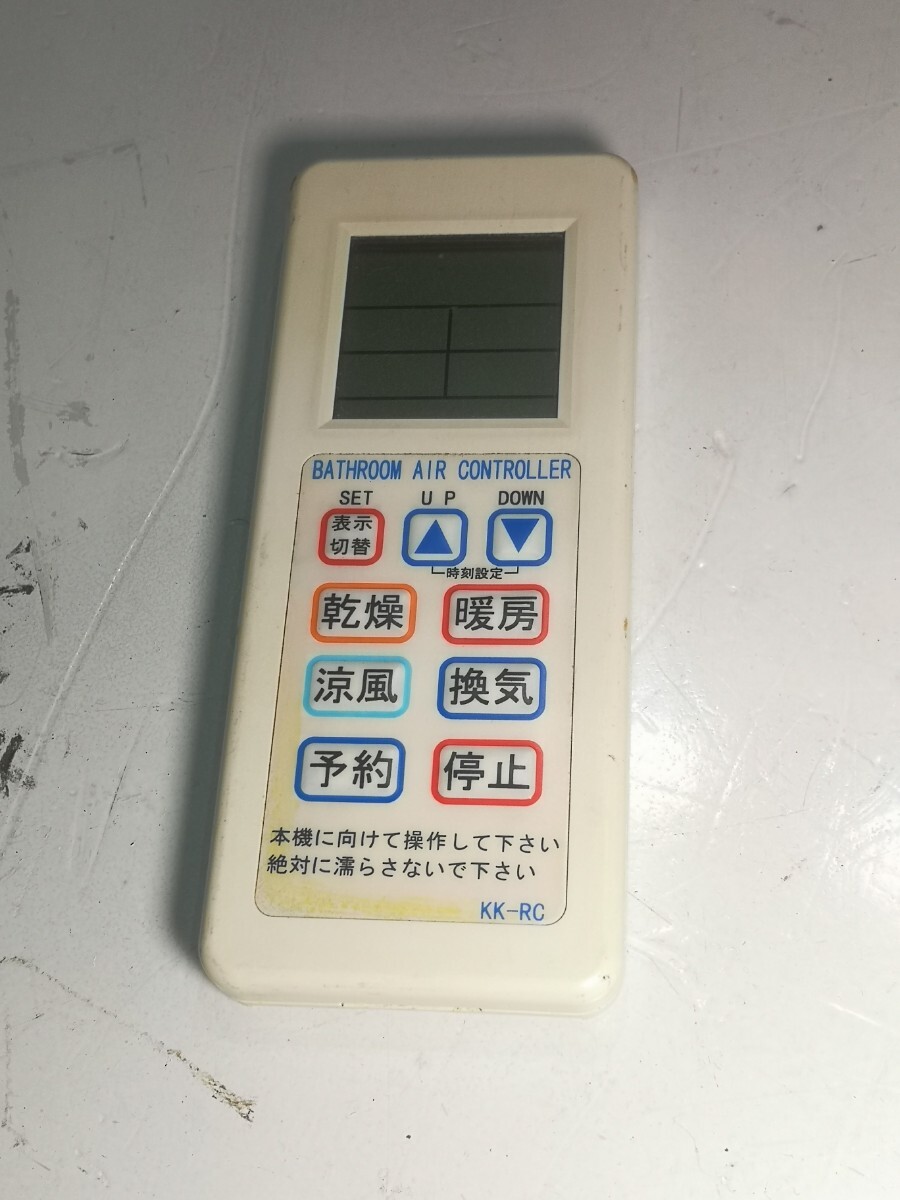 BATHROOM AIR CONTROLLER
SET UP DOWN
表示
切替
時刻設定
乾燥 暖房
涼風 換気
予約 停止
本機に向けて操作して下さい
絶対に濡らさないで下さい
KK-RC